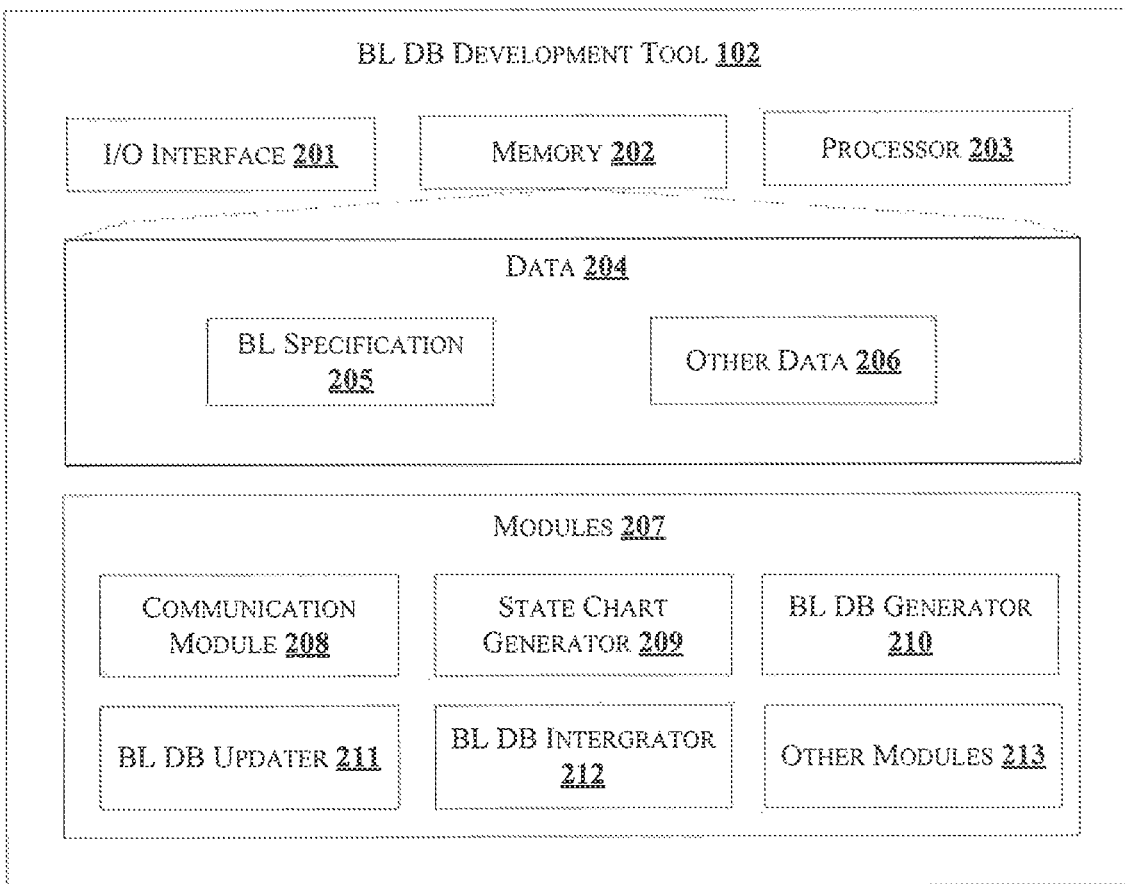 BL DB DEVELOPMENT TOOL 102
I/O INTERFACE 201
MEMORY 202
PROCESSOR 203
DATA 204
BL SPECIFICATION
205
OTHER DATA 206
MODULES 207
COMMUNICATION
MODULE 208
STATE CHART
GENERATOR 209
BL DB GENERATOR
210
BL DB UPDATER 211
BL DB INTERGRATOR
212
OTHER MODULES 213